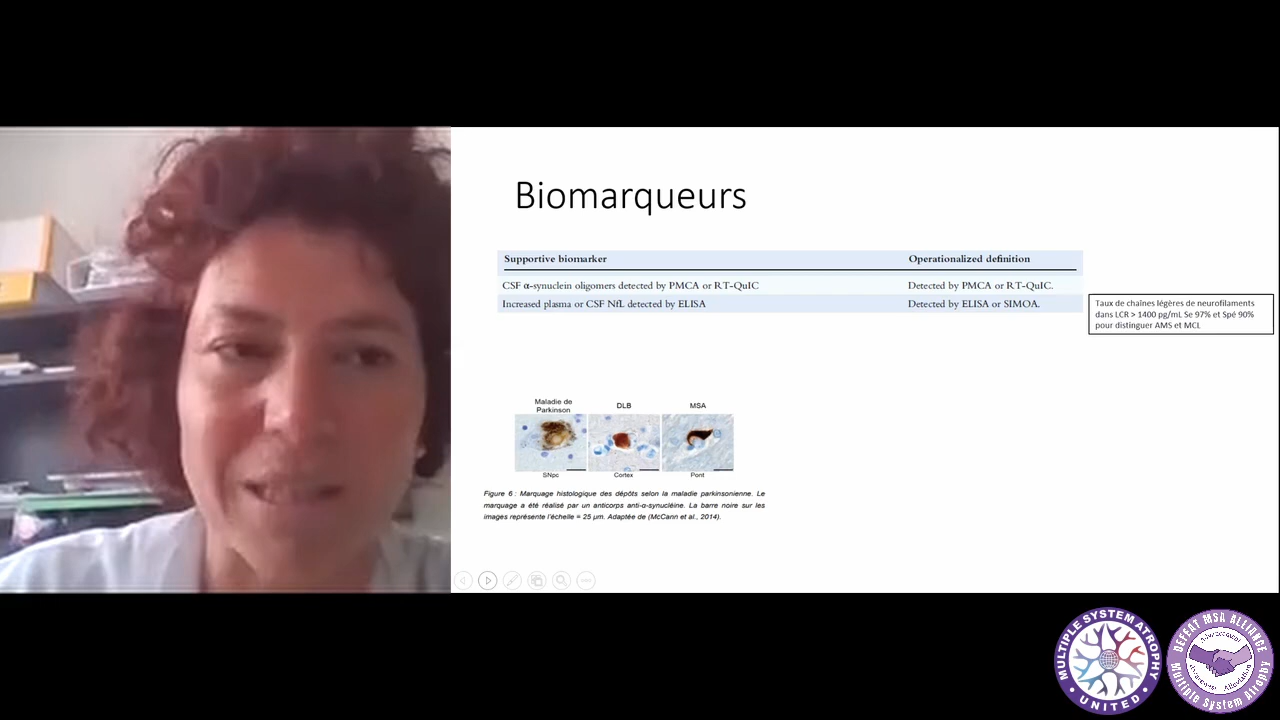 Biomarqueurs
Supportive biomarker Operationalized definition
CSF α-synuclein oligomers detected by PMCA or RT-QuIC Detected by PMCA or RT-QuIC.
Increased plasma or CSF NfL detected by ELISA Detected by ELISA or SIMOA.
Taux de chaînes légères de neurofilaments
dans LCR > 1400 pg/mL Se 97% et Spé 90%
pour distinguer AMS et MCL
Maladie de
Parkinson
DLB
MSA
SNpc
Cortex
Pont
Figure 6 : Marquage histologique des dépôts selon la maladie parkinsonienne. Le
marquage a été réalisé par un anticorps anti-α-synucléine. La barre noire sur les
images représente l'échelle = 25 µm. Adaptée de (McCann et al., 2014).
MULTIPLE SYSTEM ATROPHY
UNITED
DEFEAT MSA ALLIANCE
Multiple System Atrophy